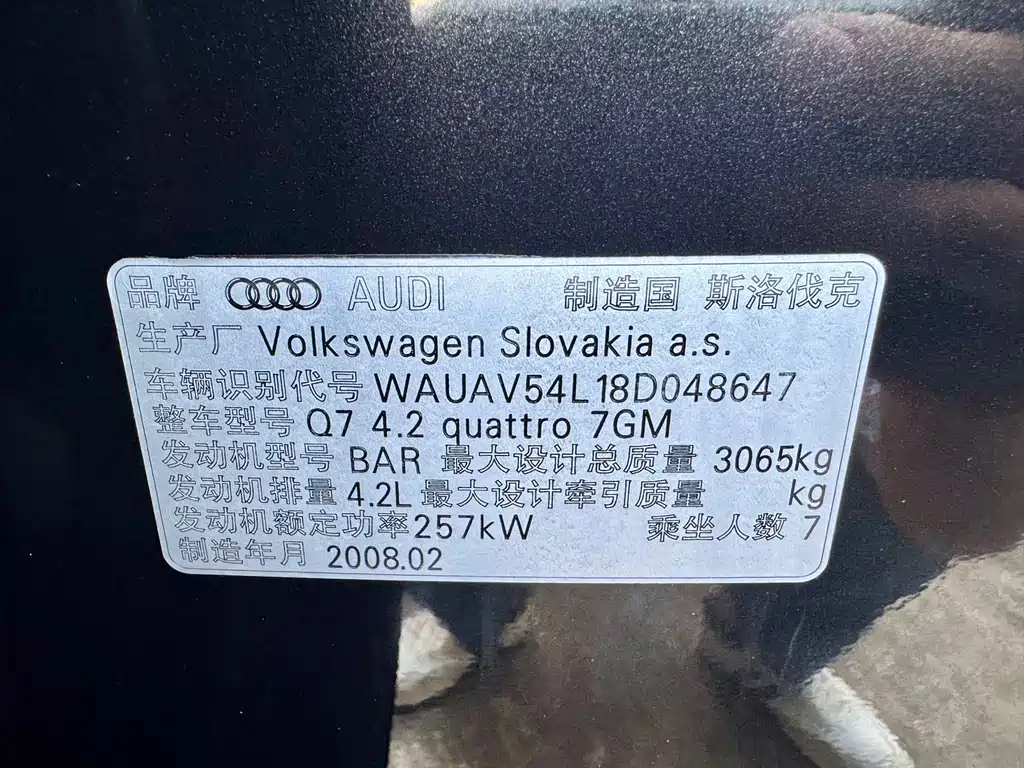 品牌 AUDI 制造国 斯洛伐克
生产厂 Volkswagen Slovakia a.s.
车辆识别代号 WAUAV54L18D048647
整车型号 Q7 4.2 quattro 7GM
发动机型号 BAR 最大设计总质量 3065kg
发动机排量 4.2L 最大设计牵引质量 kg
发动机额定功率 257kW 乘坐人数 7
制造年月 2008.02